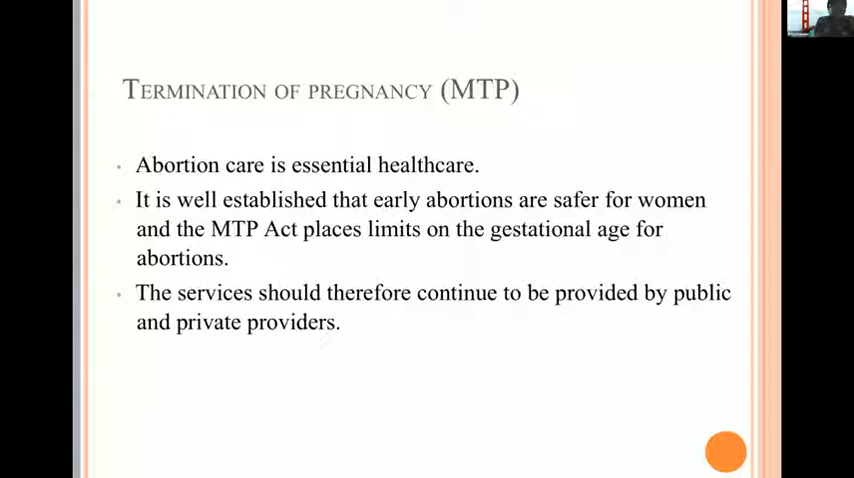 TERMINATION OF PREGNANCY (MTP)
• Abortion care is essential healthcare.
• It is well established that early abortions are safer for women
and the MTP Act places limits on the gestational age for
abortions.
• The services should therefore continue to be provided by public
and private providers.